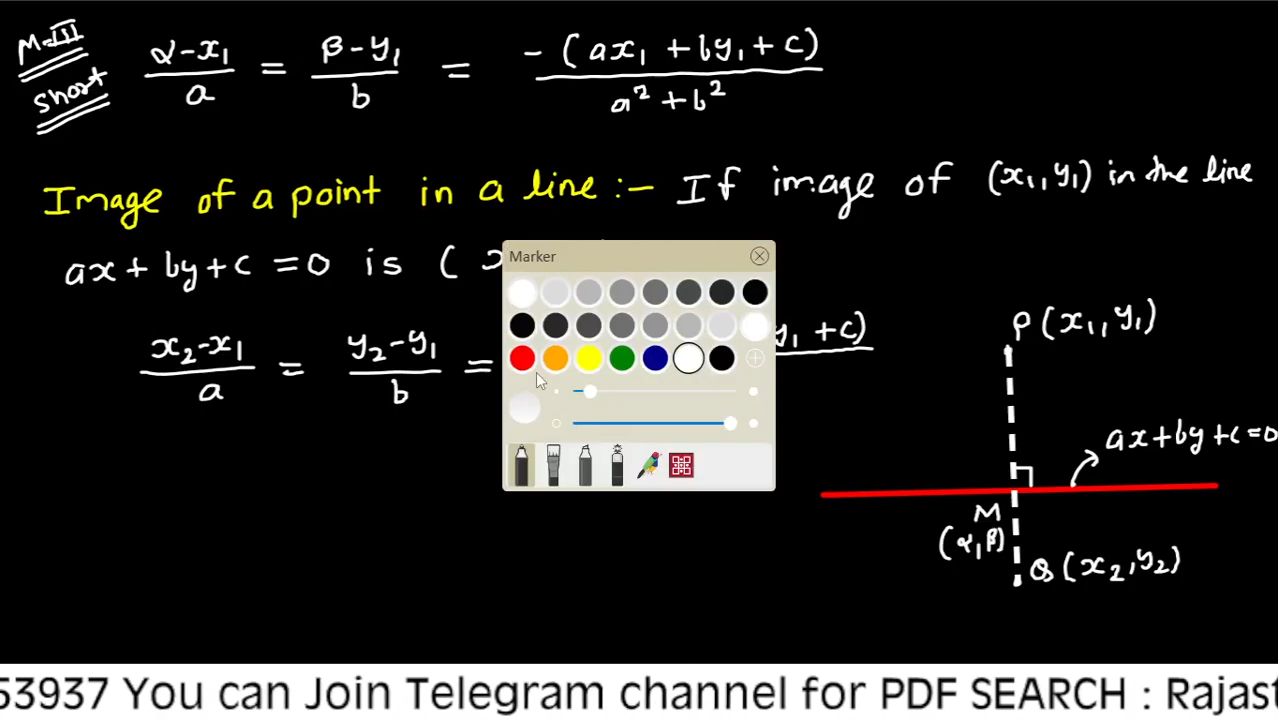 M-III
Short
α-x₁/a = β-y₁/b = -(ax₁+by₁+c)/a²+b²
Image of a point in a line :- If image of (x₁,y₁) in the line
ax+by+c=0 is (
Marker
x₂-x₁/a = y₂-y₁/b = y₁+c)
P(x₁,y₁)
ax+by+c=0
M
(α,β)
Q(x₂,y₂)
53937 You can Join Telegram channel for PDF SEARCH : Rajast